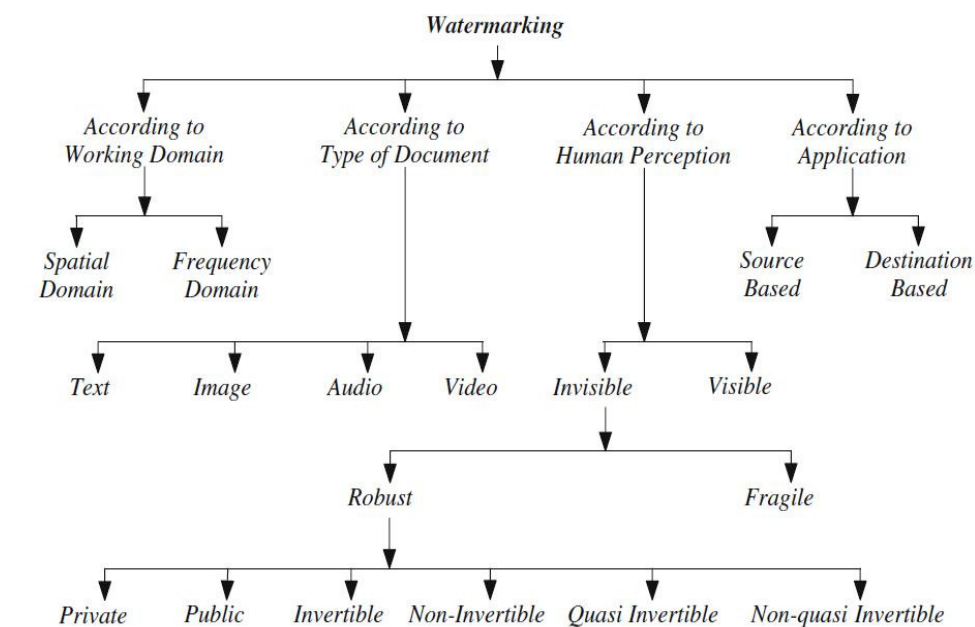 Watermarking
According to
Working Domain
According to
Type of Document
According to
Human Perception
According to
Application
Spatial
Domain
Frequency
Domain
Source
Based
Destination
Based
Text
Image
Audio
Video
Invisible
Visible
Robust
Fragile
Private
Public
Invertible
Non-Invertible
Quasi Invertible
Non-quasi Invertible